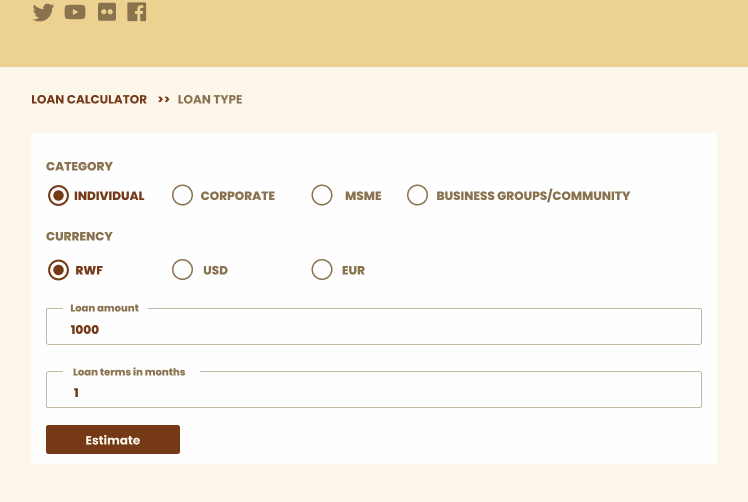 LOAN CALCULATOR >> LOAN TYPE
CATEGORY
INDIVIDUAL CORPORATE MSME BUSINESS GROUPS/COMMUNITY
CURRENCY
RWF USD EUR
Loan amount
1000
Loan terms in months
1
Estimate